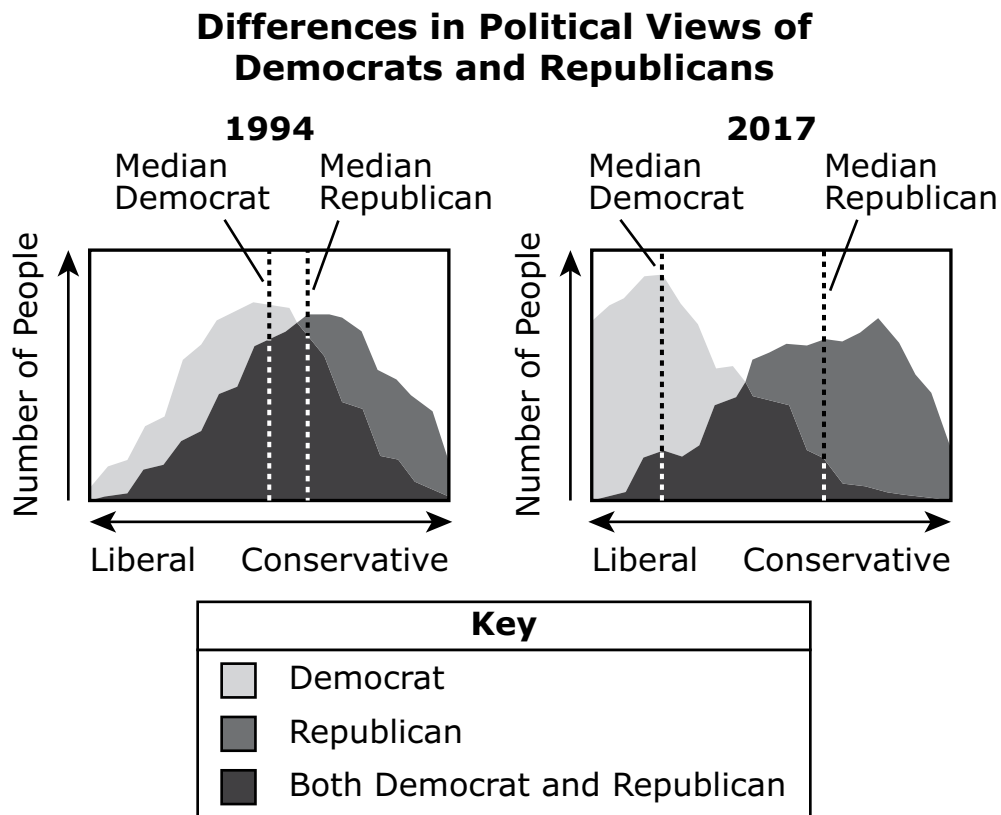 Differences in Political Views of
Democrats and Republicans
1994
Median
Democrat
Median
Republican
Number of People
Liberal
Conservative
2017
Median
Democrat
Median
Republican
Number of People
Liberal
Conservative
Key
Democrat
Republican
Both Democrat and Republican